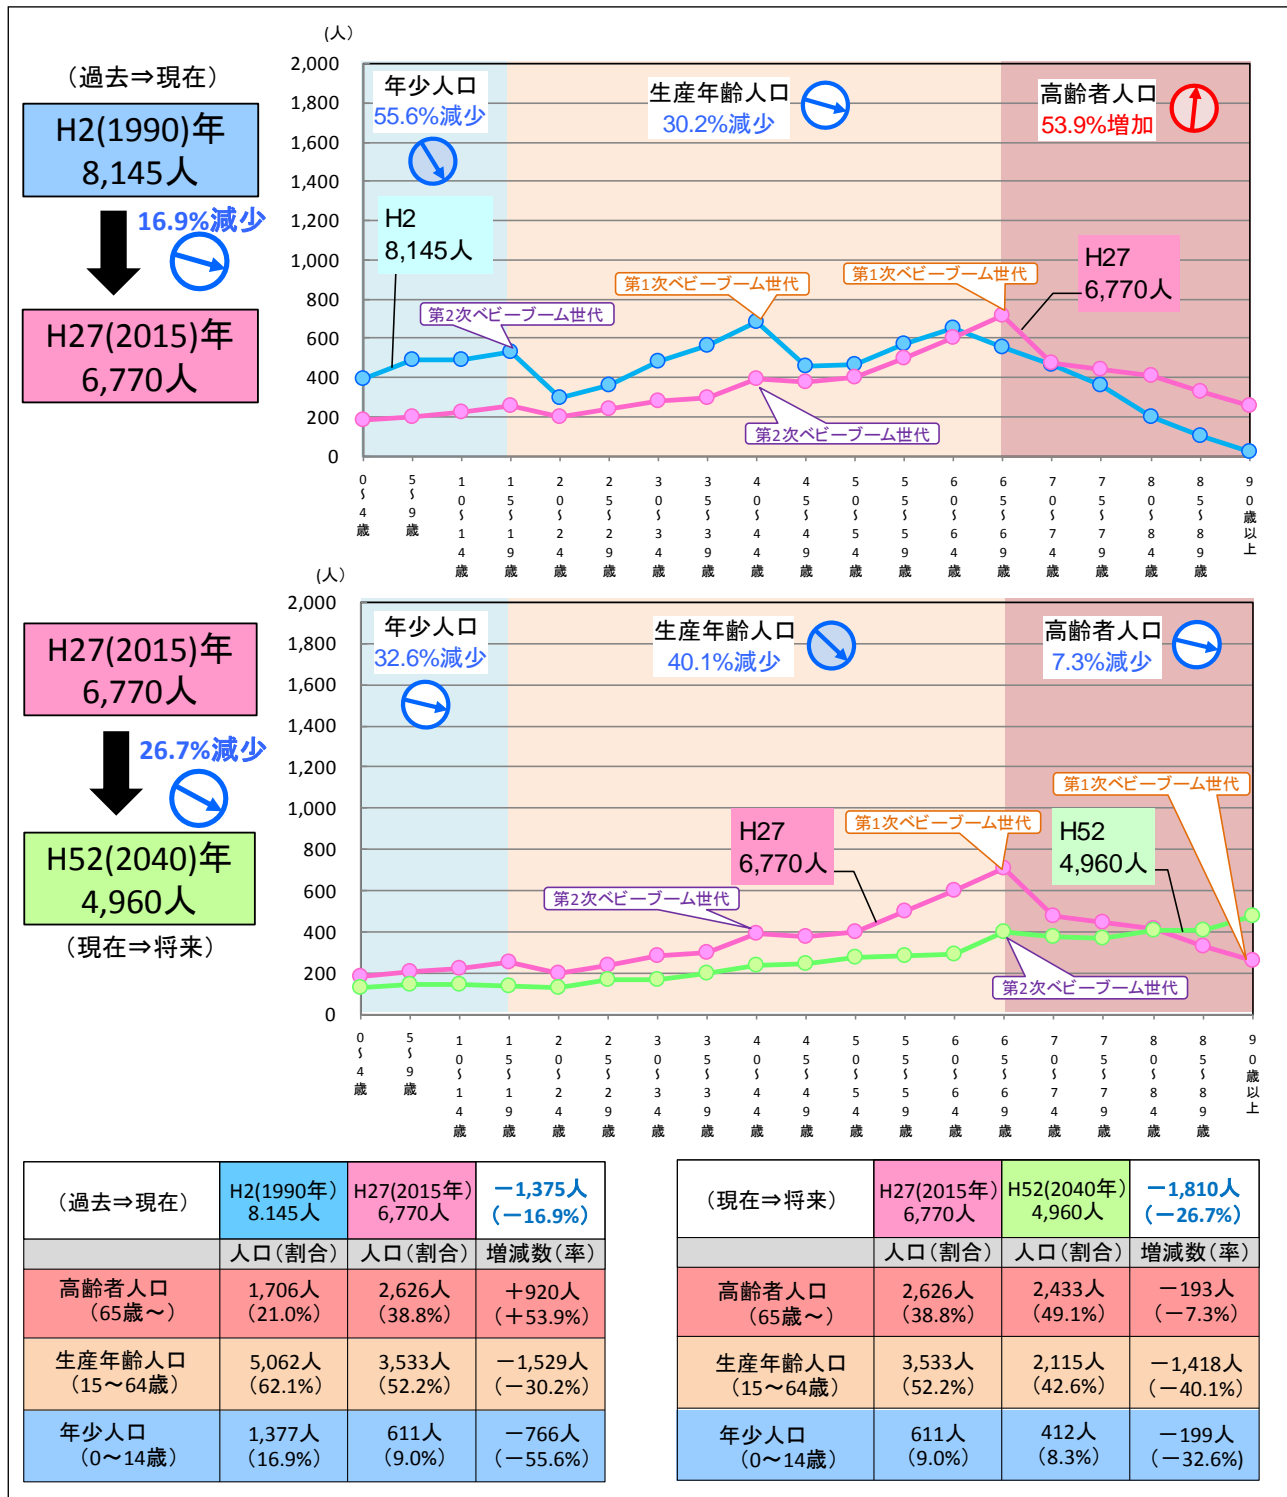 (人)
（過去⇒現在）
H2(1990)年
8,145人
16.9%減少
H27(2015)年
6,770人
2,000
1,800
1,600
1,400
1,200
1,000
800
600
400
200
0
年少人口
55.6%減少
生産年齢人口
30.2%減少
高齢者人口
53.9%増加
H2
8,145人
H27
6,770人
第2次ベビーブーム世代
第1次ベビーブーム世代
第1次ベビーブーム世代
第2次ベビーブーム世代
0～4歳
5～9歳
10～14歳
15～19歳
20～24歳
25～29歳
30～34歳
35～39歳
40～44歳
45～49歳
50～54歳
55～59歳
60～64歳
65～69歳
70～74歳
75～79歳
80～84歳
85～89歳
90歳以上
(人)
H27(2015)年
6,770人
26.7%減少
H52(2040)年
4,960人
（現在⇒将来）
2,000
1,800
1,600
1,400
1,200
1,000
800
600
400
200
0
年少人口
32.6%減少
生産年齢人口
40.1%減少
高齢者人口
7.3%減少
第1次ベビーブーム世代
第1次ベビーブーム世代
H27
6,770人
H52
4,960人
第2次ベビーブーム世代
第2次ベビーブーム世代
0～4歳
5～9歳
10～14歳
15～19歳
20～24歳
25～29歳
30～34歳
35～39歳
40～44歳
45～49歳
50～54歳
55～59歳
60～64歳
65～69歳
70～74歳
75～79歳
80～84歳
85～89歳
90歳以上
（過去⇒現在）
H2(1990年)
8.145人
H27(2015年)
6,770人
－1,375人
（－16.9%）
人口（割合）
人口（割合）
増減数（率）
高齢者人口
（65歳～）
1,706人
（21.0%）
2,626人
（38.8%）
＋920人
（＋53.9%）
生産年齢人口
（15～64歳）
5,062人
（62.1%）
3,533人
（52.2%）
－1,529人
（－30.2%）
年少人口
（0～14歳）
1,377人
（16.9%）
611人
（9.0%）
－766人
（－55.6%）
（現在⇒将来）
H27(2015年)
6,770人
H52(2040年)
4,960人
－1,810人
（－26.7%）
人口（割合）
人口（割合）
増減数（率）
高齢者人口
（65歳～）
2,626人
（38.8%）
2,433人
（49.1%）
－193人
（－7.3%）
生産年齢人口
（15～64歳）
3,533人
（52.2%）
2,115人
（42.6%）
－1,418人
（－40.1%）
年少人口
（0～14歳）
611人
（9.0%）
412人
（8.3%）
－199人
（－32.6%）